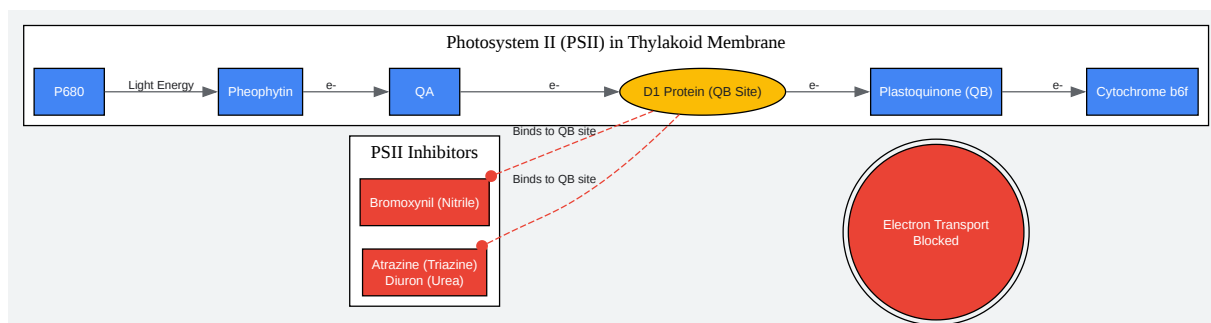 Photosystem II (PSII) in Thylakoid Membrane
P680
Light Energy
Pheophytin
e-
QA
e-
D1 Protein (QB Site)
e-
Plastoquinone (QB)
e-
Cytochrome b6f
Binds to QB site
PSII Inhibitors
Binds to QB site
Bromoxynil (Nitrile)
Atrazine (Triazine)
Diuron (Urea)
Electron Transport
Blocked